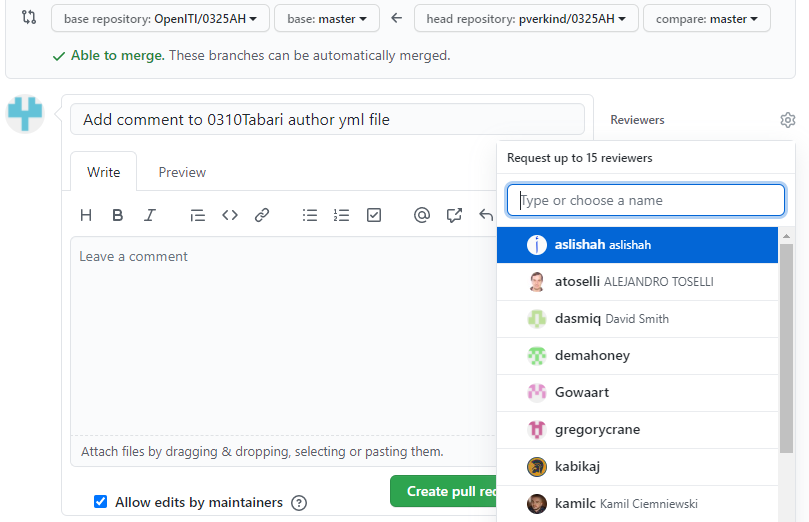 base repository: OpenITI/0325AH base: master head repository: pverkind/0325AH compare: master
Able to merge. These branches can be automatically merged.
Add comment to 0310Tabari author yml file
Reviewers
Request up to 15 reviewers
Write Preview
Type or choose a name
H B I
Leave a comment
aslishah aslishah
atoselli ALEJANDRO TOSELLI
dasmiq David Smith
demahoney
Gowaart
gregorycrane
kabikaj
kamilc Kamil Ciemniewski
Attach files by dragging & dropping, selecting or pasting them.
Create pull rec
Allow edits by maintainers ?